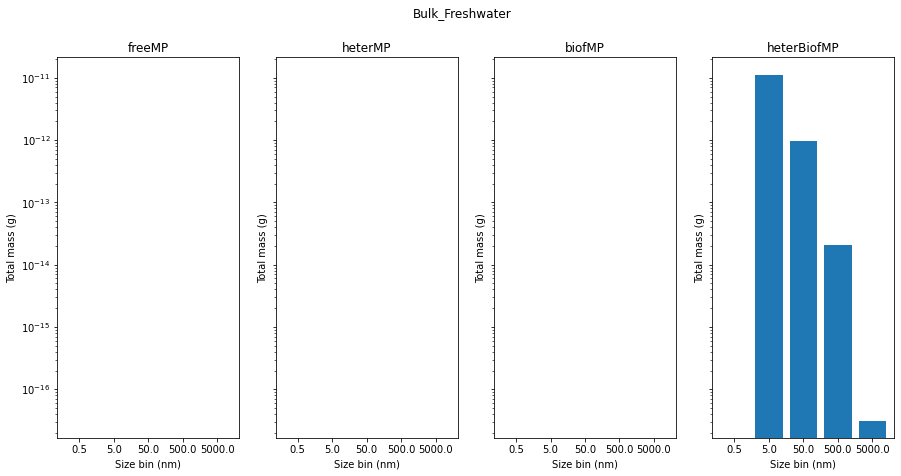 Bulk_Freshwater
freeMP
heterMP
biofMP
heterBiofMP
Total mass (g)
10⁻¹¹
10⁻¹²
10⁻¹³
10⁻¹⁴
10⁻¹⁵
10⁻¹⁶
0.5 5.0 50.0 500.0 5000.0
Size bin (nm)
Total mass (g)
0.5 5.0 50.0 500.0 5000.0
Size bin (nm)
Total mass (g)
0.5 5.0 50.0 500.0 5000.0
Size bin (nm)
Total mass (g)
0.5 5.0 50.0 500.0 5000.0
Size bin (nm)